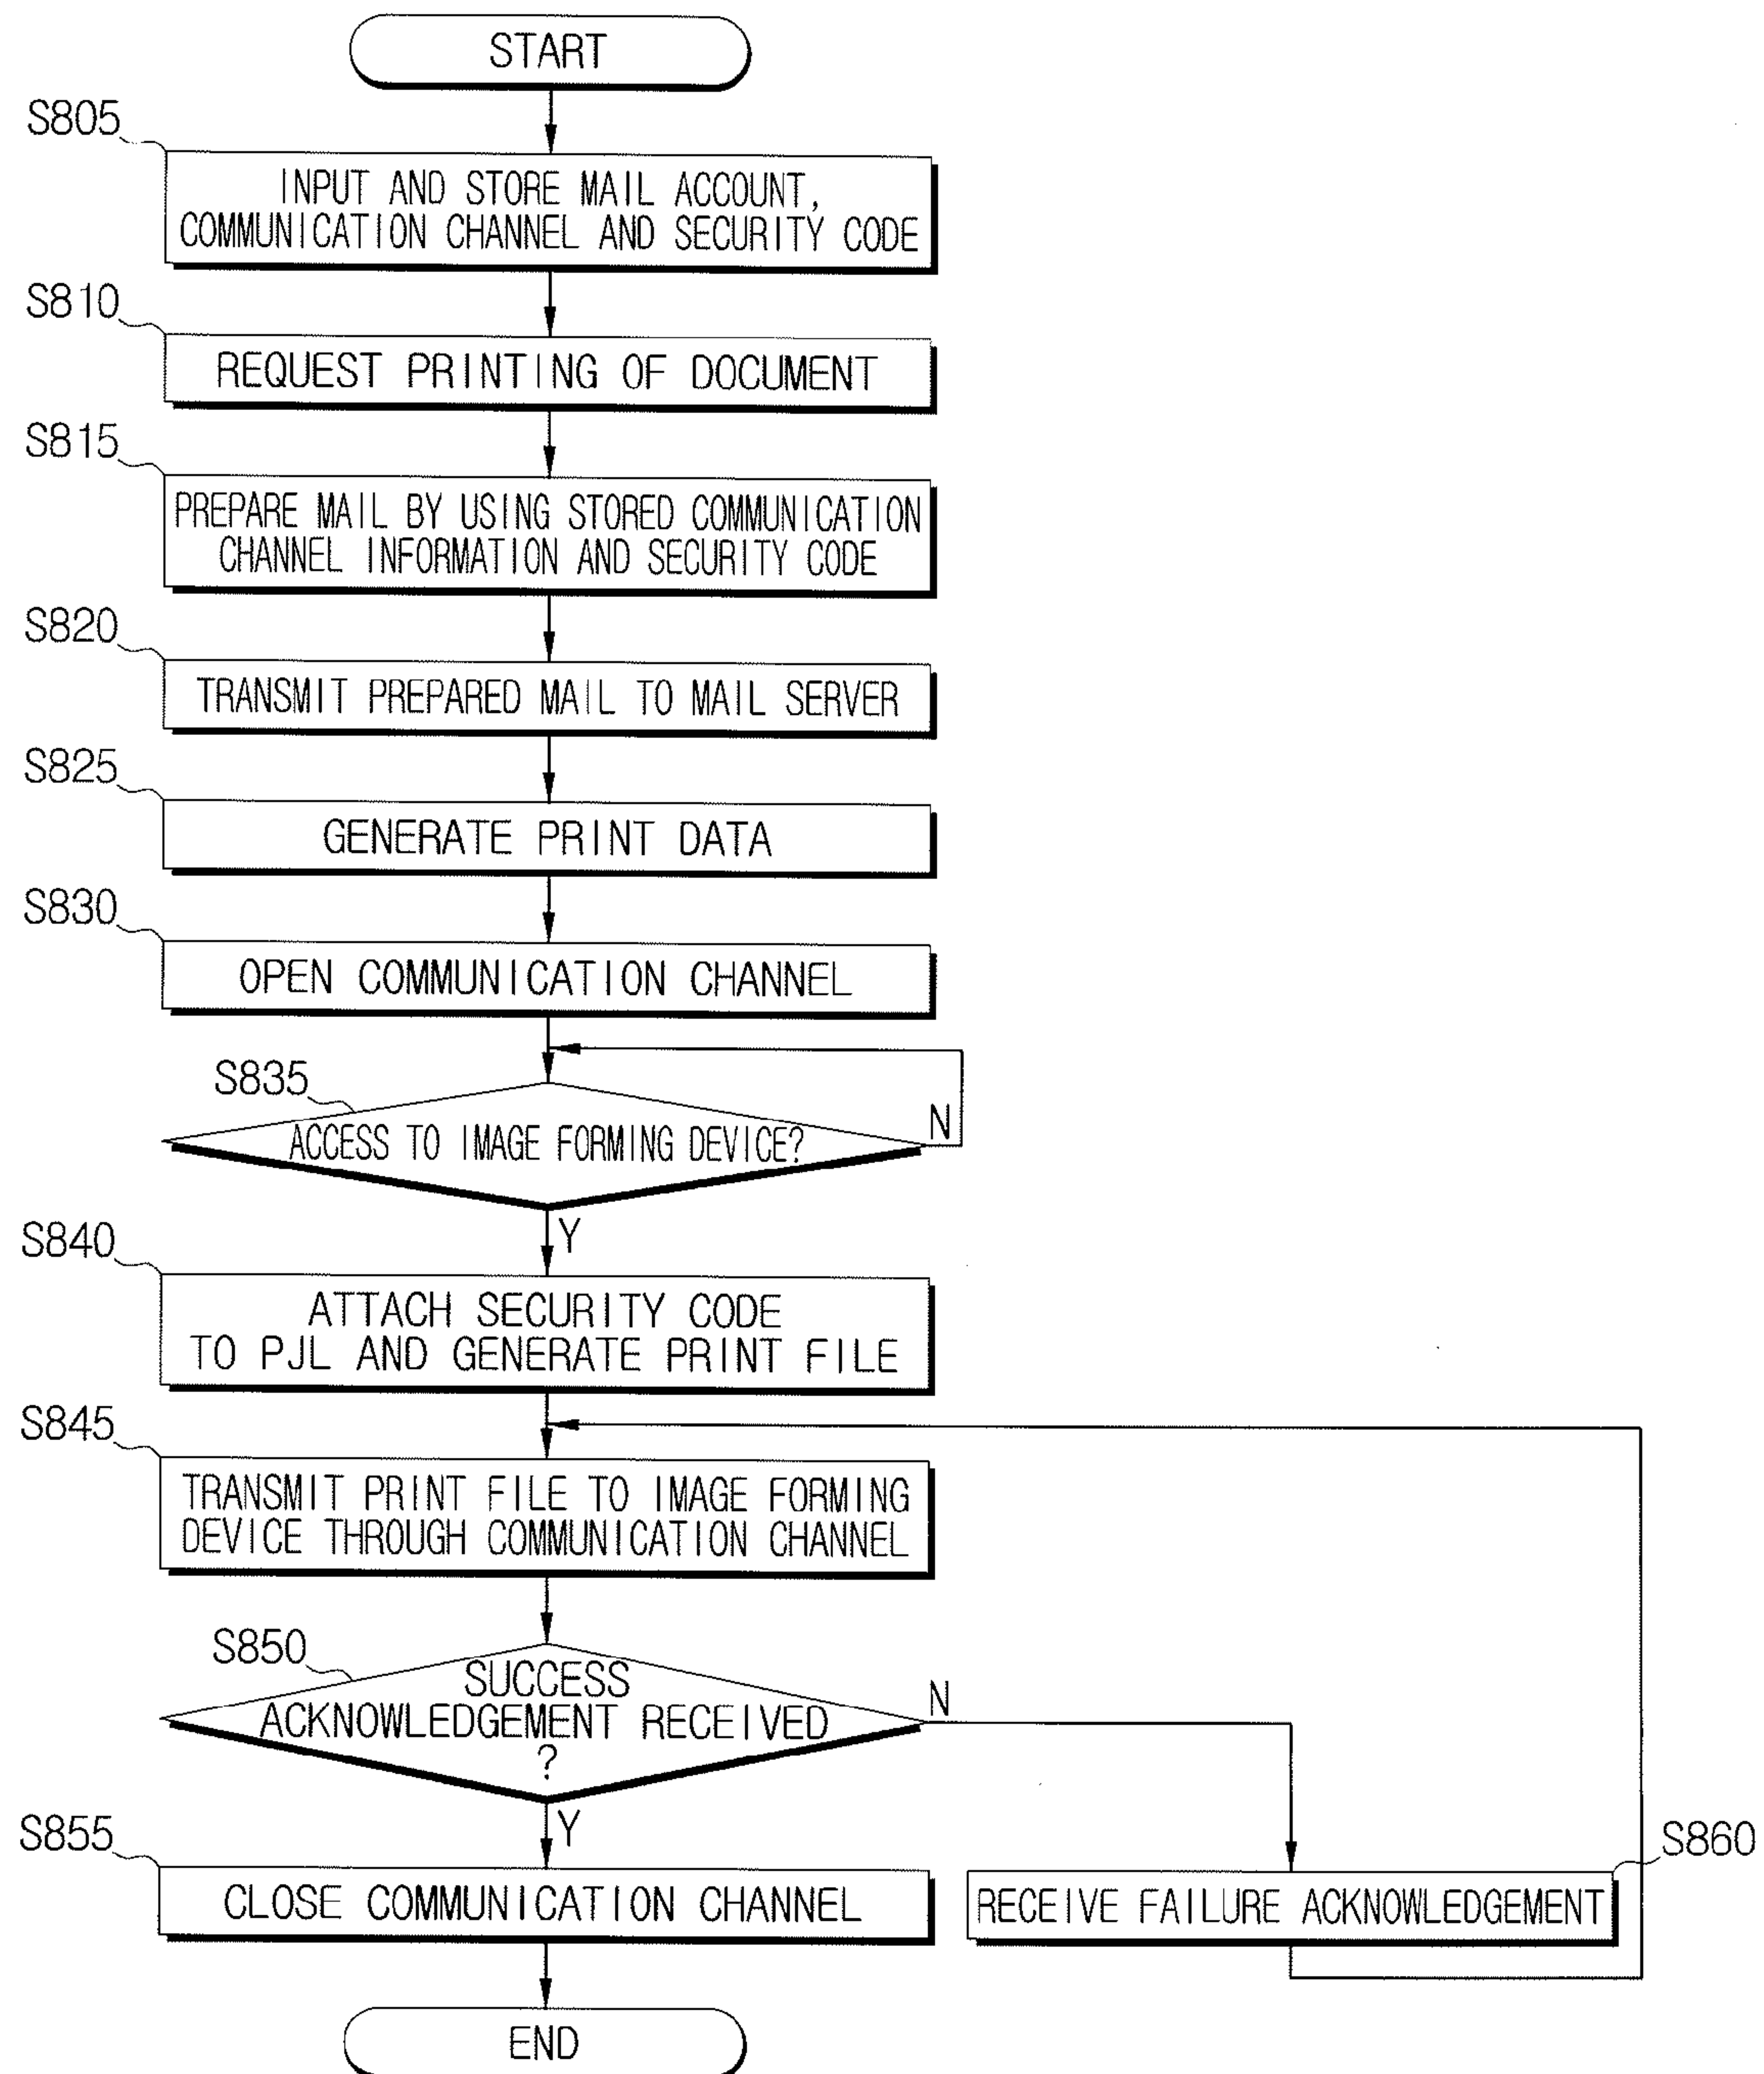 START
S805
INPUT AND STORE MAIL ACCOUNT,
COMMUNICATION CHANNEL AND SECURITY CODE
S810
REQUEST PRINTING OF DOCUMENT
S815
PREPARE MAIL BY USING STORED COMMUNICATION
CHANNEL INFORMATION AND SECURITY CODE
S820
TRANSMIT PREPARED MAIL TO MAIL SERVER
S825
GENERATE PRINT DATA
S830
OPEN COMMUNICATION CHANNEL
S835
ACCESS TO IMAGE FORMING DEVICE?
N
Y
S840
ATTACH SECURITY CODE
TO PJL AND GENERATE PRINT FILE
S845
TRANSMIT PRINT FILE TO IMAGE FORMING
DEVICE THROUGH COMMUNICATION CHANNEL
S850
SUCCESS
ACKNOWLEDGEMENT RECEIVED
?
N
Y
S855
CLOSE COMMUNICATION CHANNEL
S860
RECEIVE FAILURE ACKNOWLEDGEMENT
END